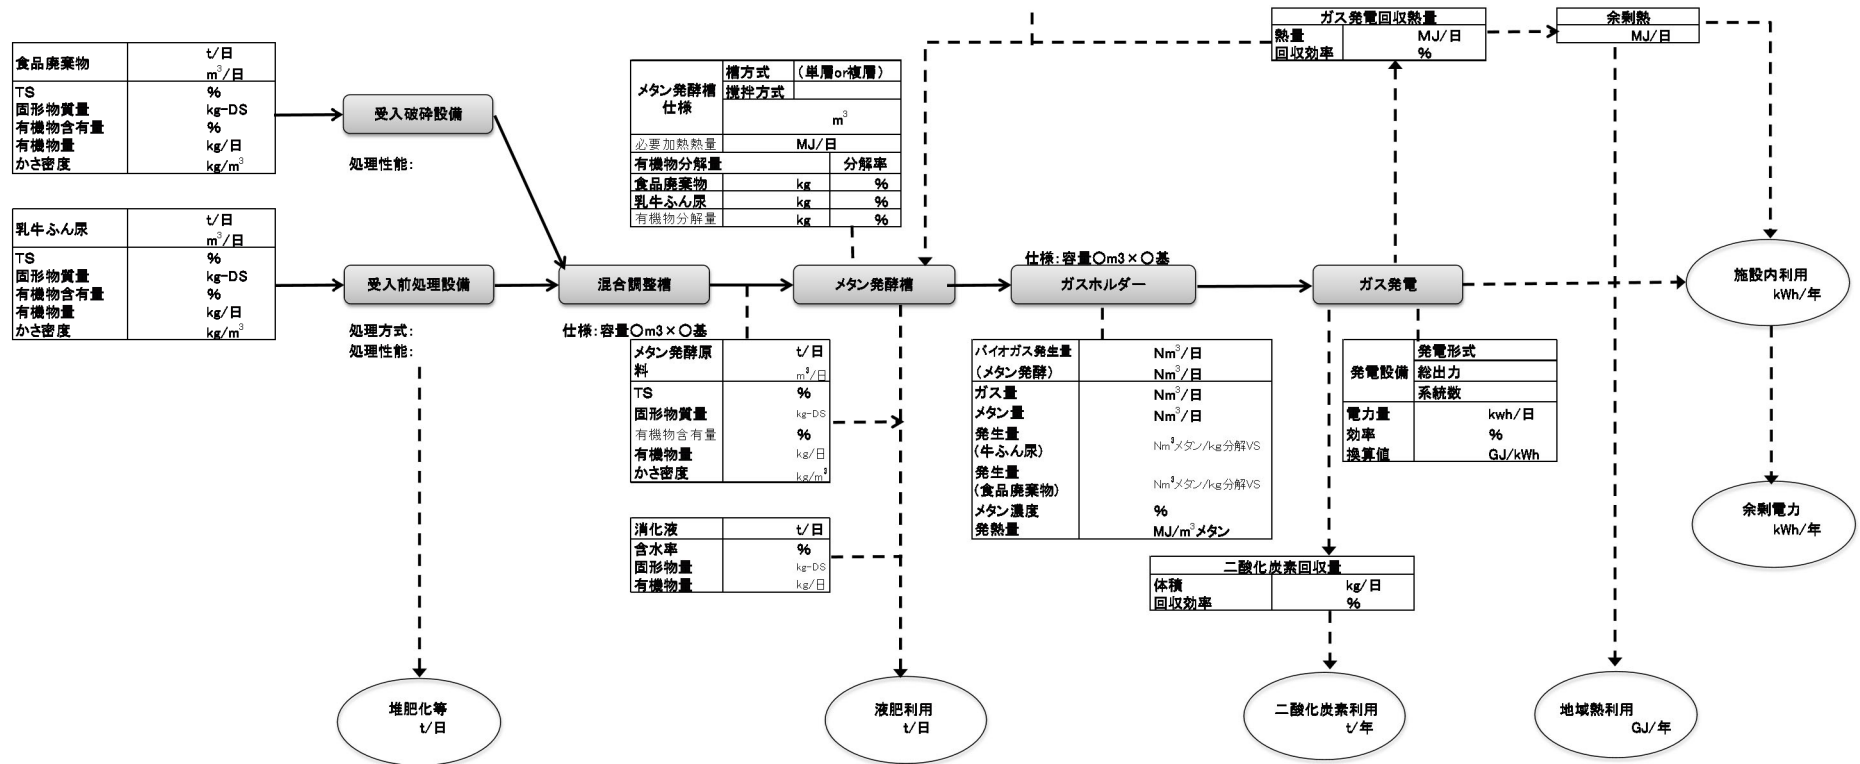 ガス発電回収熱量
熱量 MJ/日
回収効率 %
余剰熱
MJ/日
食品廃棄物 t/日
m³/日
TS %
固形物質量 kg-DS
有機物含有量 %
有機物量 kg/日
かさ密度 kg/m³
受入破砕設備
処理性能:
メタン発酵槽仕様
槽方式 (単層or複層)
攪拌方式
m³
必要加熱熱量 MJ/日
有機物分解量 分解率
食品廃棄物 kg %
乳牛ふん尿 kg %
有機物分解量 kg %
乳牛ふん尿 t/日
m³/日
TS %
固形物質量 kg-DS
有機物含有量 %
有機物量 kg/日
かさ密度 kg/m³
受入前処理設備
処理方式:
処理性能:
混合調整槽
仕様:容量〇m3×〇基
メタン発酵槽
仕様:容量〇m3×〇基
ガスホルダー
ガス発電
施設内利用
kWh/年
メタン発酵原料 t/日
m³/日
TS %
固形物質量 kg-DS
有機物含有量 %
有機物量 kg/日
かさ密度 kg/m³
消化液 t/日
含水率 %
固形物量 kg-DS
有機物量 kg/日
バイオガス発生量 Nm³/日
(メタン発酵) Nm³/日
ガス量 Nm³/日
メタン量 Nm³/日
発生量
(牛ふん尿) Nm³メタン/kg分解VS
発生量
(食品廃棄物) Nm³メタン/kg分解VS
メタン濃度 %
発熱量 MJ/m³メタン
発電設備
発電形式
総出力
系統数
電力量 kwh/日
効率 %
換算値 GJ/kWh
余剰電力
kWh/年
二酸化炭素回収量
体積 kg/日
回収効率 %
堆肥化等
t/日
液肥利用
t/日
二酸化炭素利用
t/年
地域熱利用
GJ/年